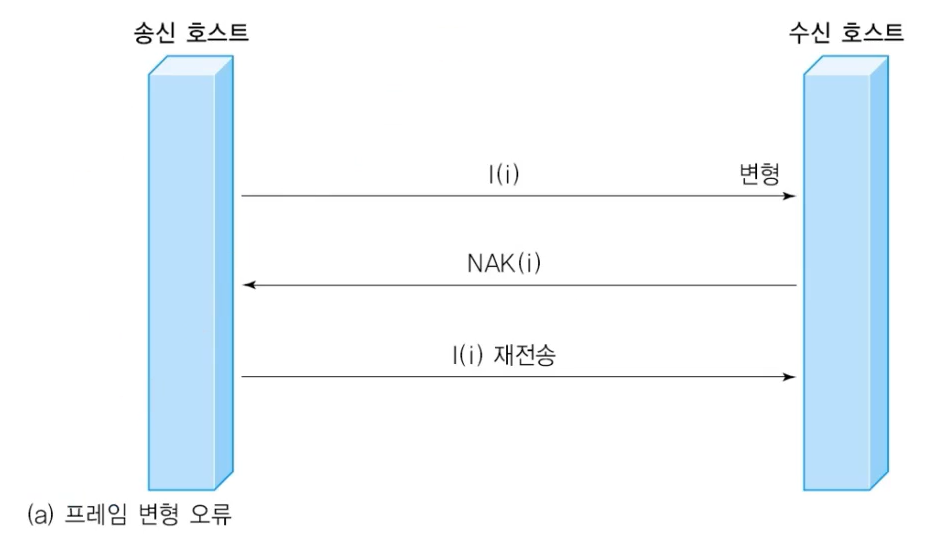 송신 호스트
수신 호스트
I(i)
변형
NAK(i)
I(i) 재전송
(a) 프레임 변형 오류